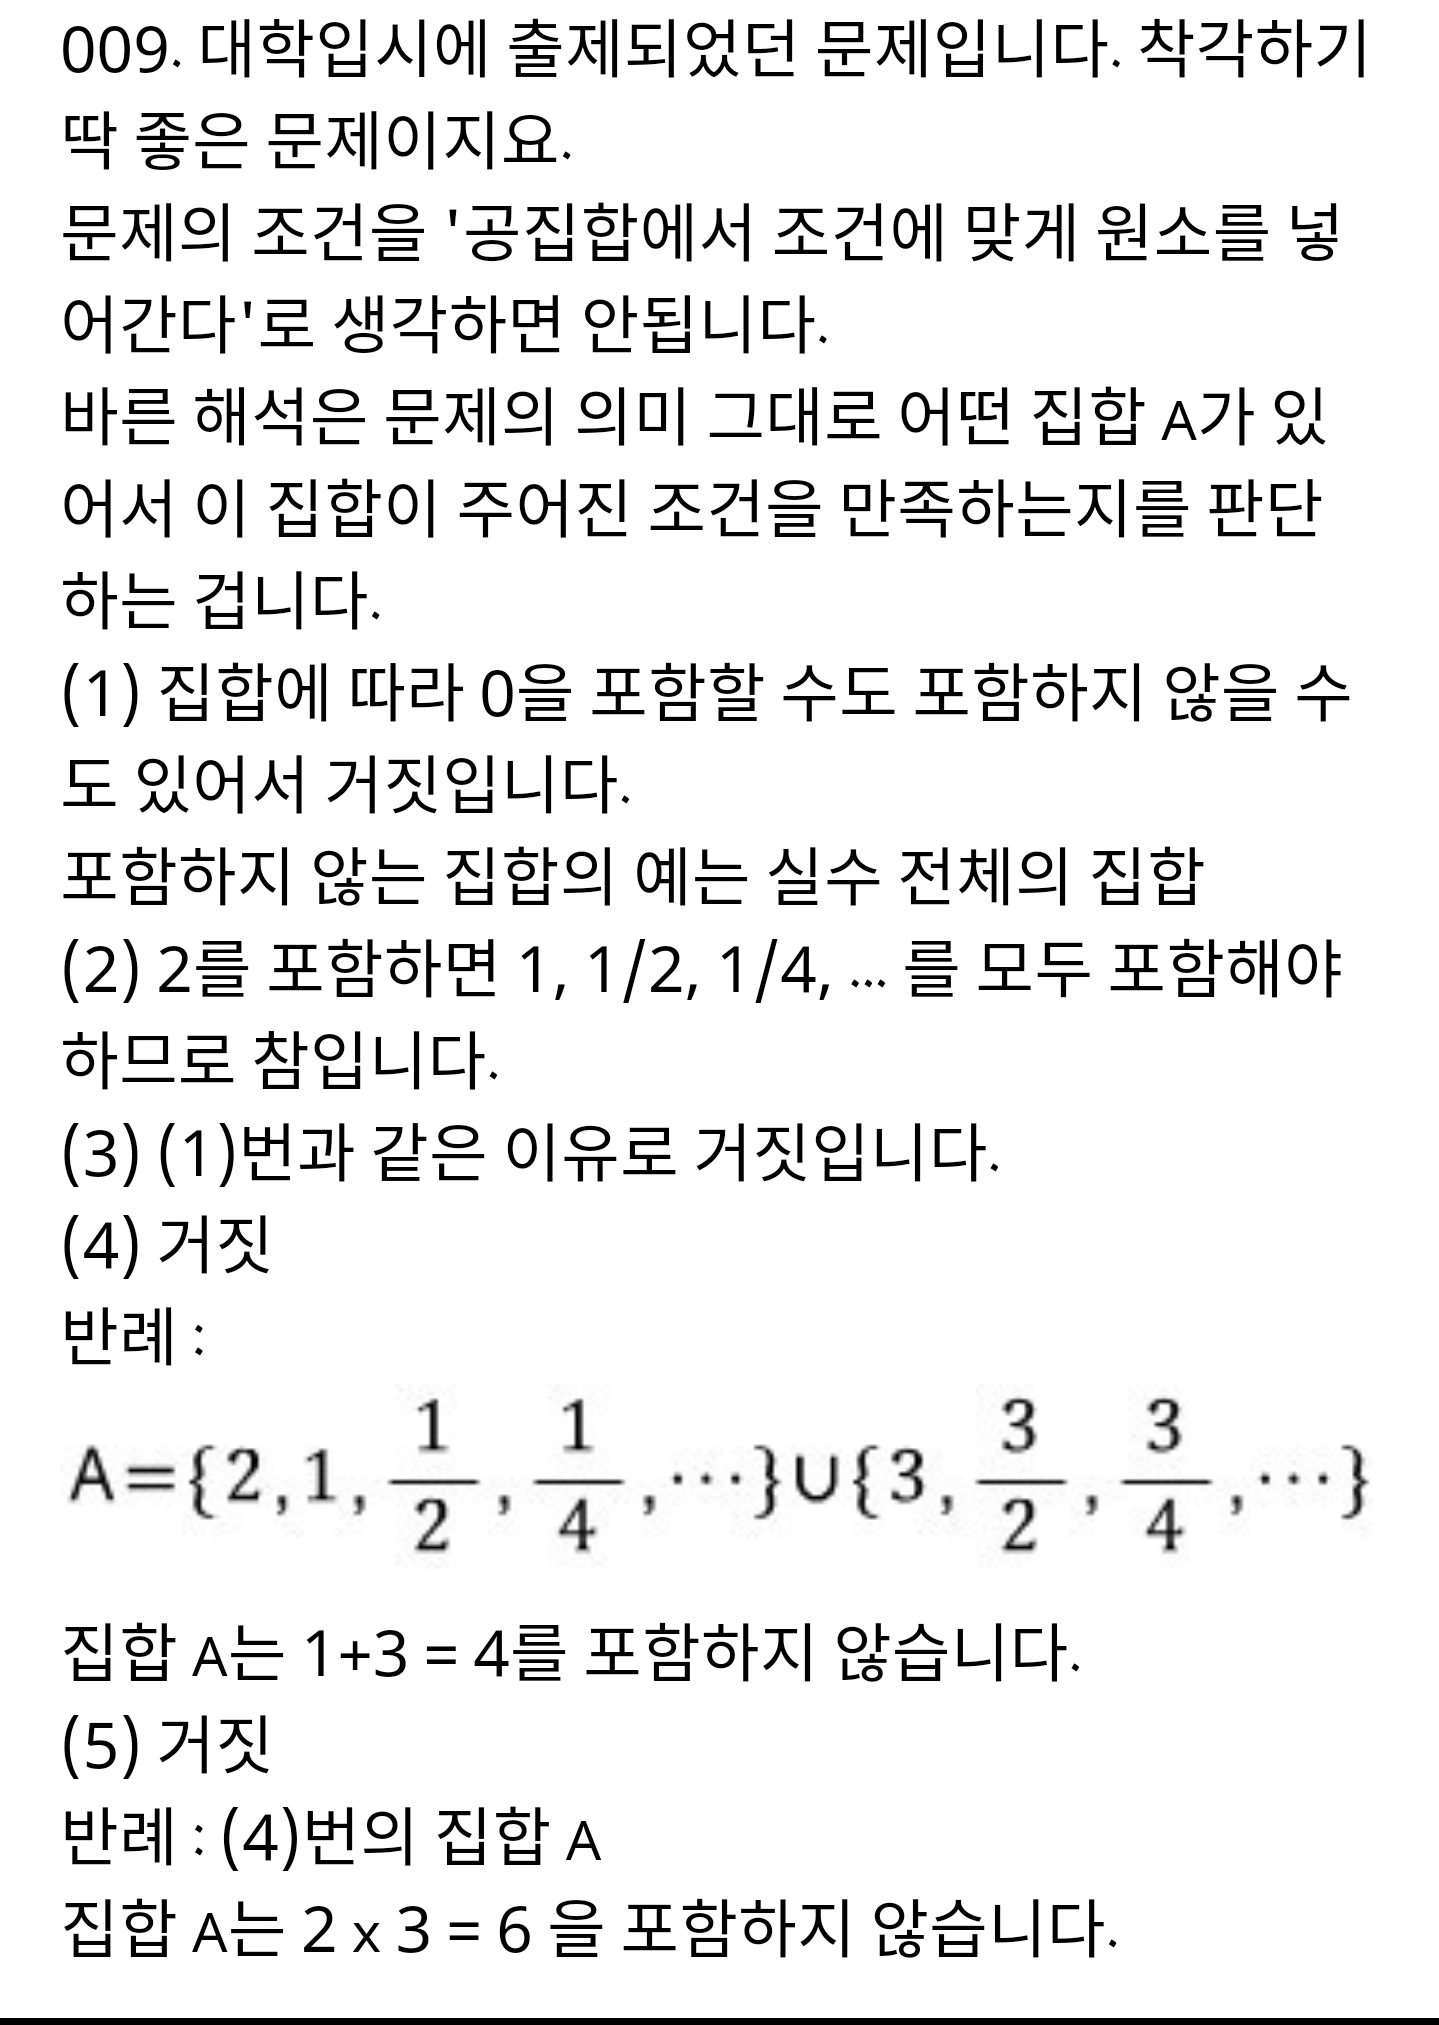 009. 대학입시에 출제되었던 문제입니다. 착각하기
딱 좋은 문제이지요.
문제의 조건을 '공집합에서 조건에 맞게 원소를 넣
어간다'로 생각하면 안됩니다.
바른 해석은 문제의 의미 그대로 어떤 집합 A가 있
어서 이 집합이 주어진 조건을 만족하는지를 판단
하는 겁니다.
(1) 집합에 따라 0을 포함할 수도 포함하지 않을 수
도 있어서 거짓입니다.
포함하지 않는 집합의 예는 실수 전체의 집합
(2) 2를 포함하면 1, 1/2, 1/4, ... 를 모두 포함해야
하므로 참입니다.
(3) (1)번과 같은 이유로 거짓입니다.
(4) 거짓
반례 :
A={2,1,1/2,1/4,⋯}∪{3,3/2,3/4,⋯}
집합 A는 1+3 = 4를 포함하지 않습니다.
(5) 거짓
반례 : (4)번의 집합 A
집합 A는 2 x 3 = 6 을 포함하지 않습니다.